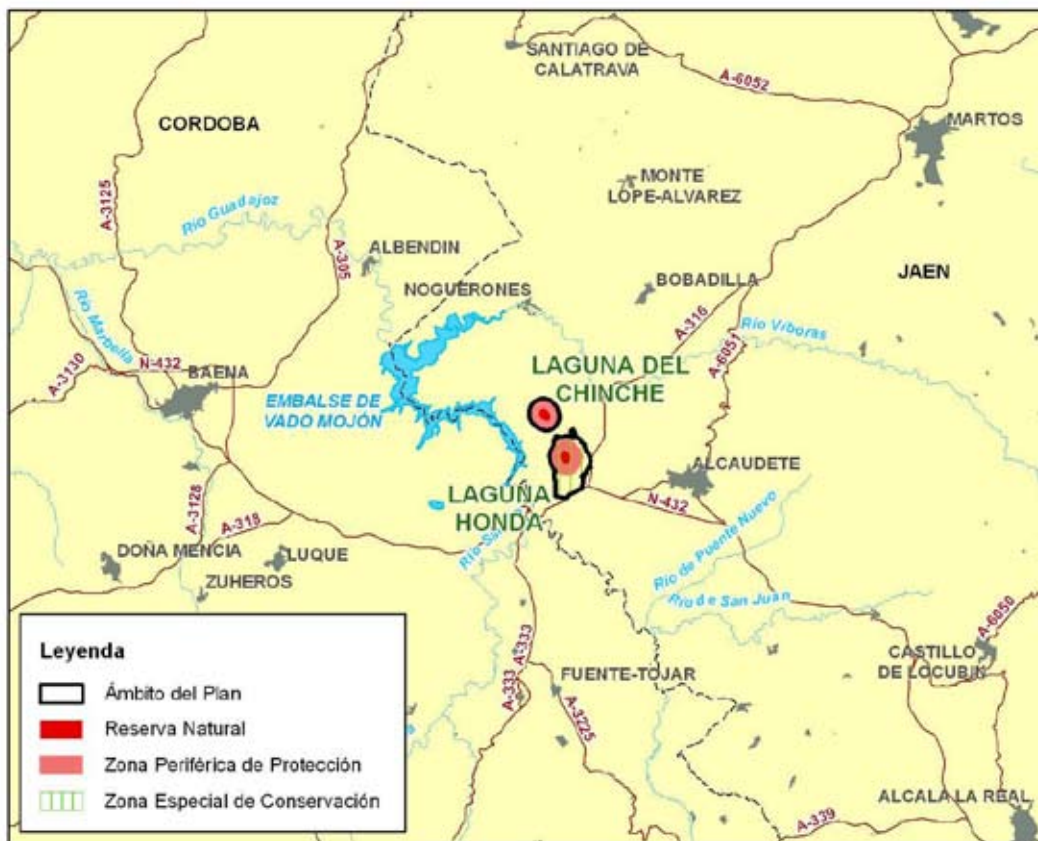 SANTIAGO DE
CALATRAVA
A-6052
CORDOBA
MARTOS
MONTE
LOPE-ALVAREZ
A-3125
Río Guadajoz
A-305
ALBENDIN
JAEN
NOGUERONES
BOBADILLA
Río Marbella
A-316
Río Víboras
A-6051
N-432
A-3130
BAENA
LAGUNA DEL
CHINCHE
EMBALSE DE
VADO MOJÓN
ALCAUDETE
LAGUNA
HONDA
N-432
A-3128
A-318
Río de Puente Nuevo
DOÑA MENCIA
LUQUE
ZUHEROS
Río de San Juan
A-6050
CASTILLO
DE LOCUBIN
A-333
A-333
FUENTE-TOJAR
A-3225
ALCALA LA REAL
A-339
Leyenda
Ámbito del Plan
Reserva Natural
Zona Periférica de Protección
Zona Especial de Conservación